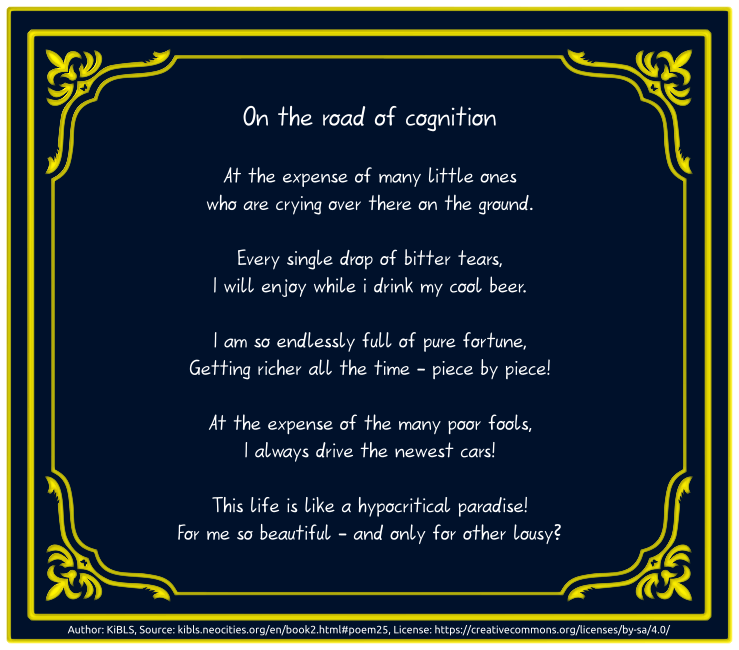 On the road of cognition
At the expense of many little ones
who are crying over there on the ground.
Every single drop of bitter tears,
I will enjoy while i drink my cool beer.
I am so endlessly full of pure fortune,
Getting richer all the time – piece by piece!
At the expense of the many poor fools,
I always drive the newest cars!
This life is like a hypocritical paradise!
For me so beautiful – and only for other lousy?
Author: KiBLS, Source: kibls.neocities.org/en/book2.html#poem25, License: https://creativecommons.org/licenses/by-sa/4.0/